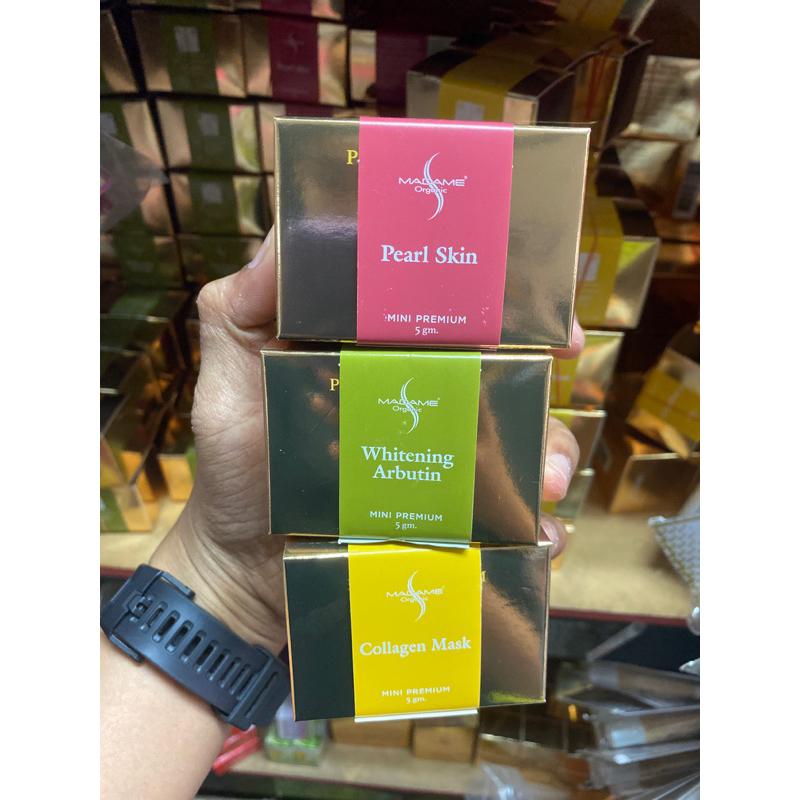 MADAME®
Organic
Pearl Skin
MINI PREMIUM
5 gm.
MADAME®
Organic
Whitening
Arbutin
MINI PREMIUM
5 gm.
MADAME®
Organic
Collagen Mask
MINI PREMIUM
5 gm.